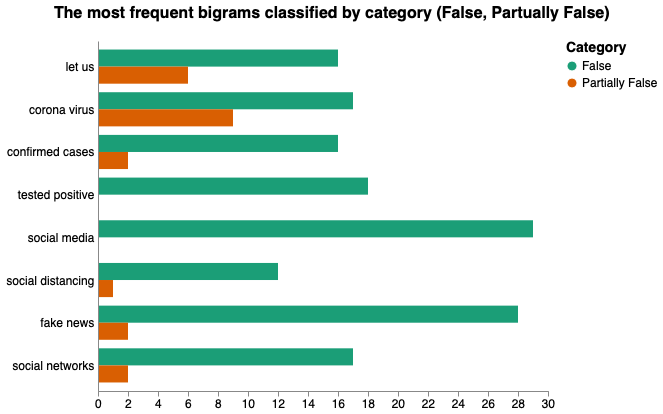 The most frequent bigrams classified by category (False, Partually False)
Category
False
Partially False
let us
corona virus
confirmed cases
tested positive
social media
social distancing
fake news
social networks
0 2 4 6 8 10 12 14 16 18 20 22 24 26 28 30